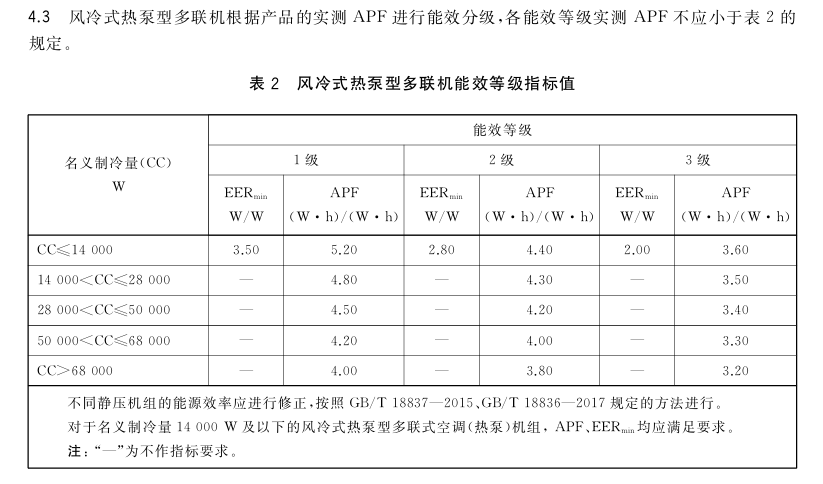 4.3 风冷式热泵型多联机根据产品的实测 APF 进行能效分级,各能效等级实测 APF 不应小于表 2 的
规定。
表 2 风冷式热泵型多联机能效等级指标值
名义制冷量(CC)
W
能效等级
1 级 2 级 3 级
EERmin APF EERmin APF EERmin APF
W/W (W·h)/(W·h) W/W (W·h)/(W·h) W/W (W·h)/(W·h)
CC≤14 000 3.50 5.20 2.80 4.40 2.00 3.60
14 000<CC≤28 000 — 4.80 — 4.30 — 3.50
28 000<CC≤50 000 — 4.50 — 4.20 — 3.40
50 000<CC≤68 000 — 4.20 — 4.00 — 3.30
CC>68 000 — 4.00 — 3.80 — 3.20
不同静压机组的能源效率应进行修正,按照 GB/T 18837—2015、GB/T 18836—2017 规定的方法进行。
对于名义制冷量 14 000 W 及以下的风冷式热泵型多联式空调(热泵)机组, APF、EERmin均应满足要求。
注:“—”为不作指标要求。